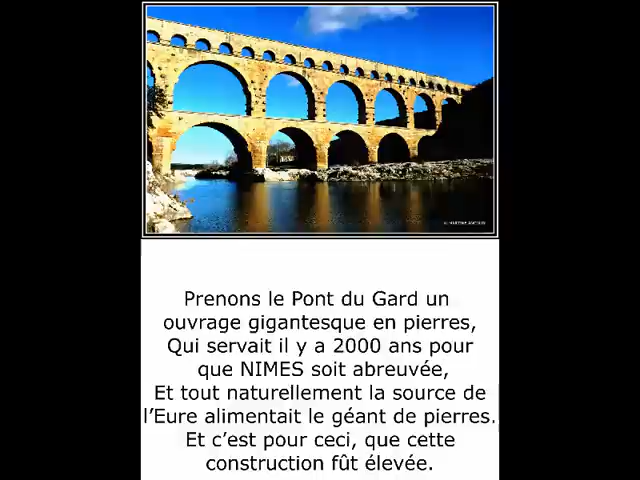 Prenons le Pont du Gard un
ouvrage gigantesque en pierres,
Qui servait il y a 2000 ans pour
que NIMES soit abreuvée,
Et tout naturellement la source de
l’Eure alimentait le géant de pierres.
Et c’est pour ceci, que cette
construction fût élevée.